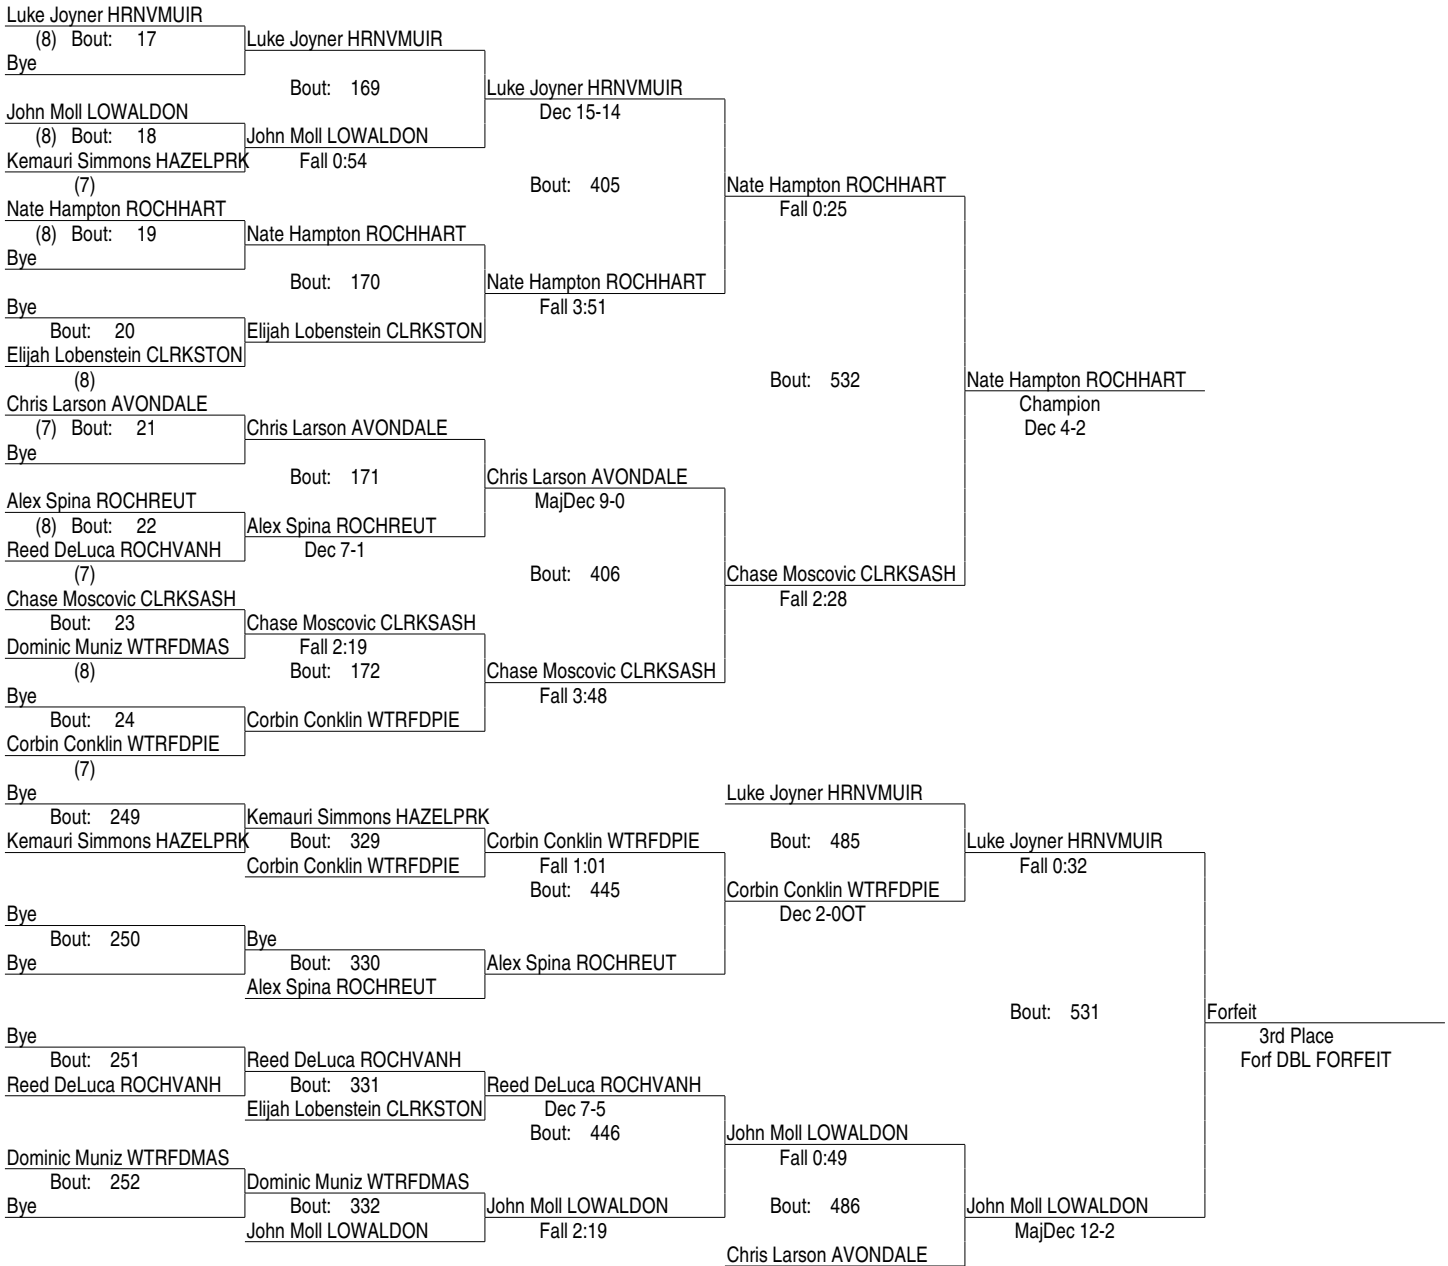 Luke Joyner HRNVMUIR
(8) Bout: 17
Luke Joyner HRNVMUIR
Bye
Bout: 169
Luke Joyner HRNVMUIR
Dec 15-14
John Moll LOWALDON
(8) Bout: 18
John Moll LOWALDON
Kemauri Simmons HAZELPRK
Fall 0:54
(7)
Bout: 405
Nate Hampton ROCHHART
Fall 0:25
Nate Hampton ROCHHART
(8) Bout: 19
Nate Hampton ROCHHART
Bye
Bout: 170
Nate Hampton ROCHHART
Fall 3:51
Bye
Bout: 20
Elijah Lobenstein CLRKSTON
Elijah Lobenstein CLRKSTON
(8)
Bout: 532
Nate Hampton ROCHHART
Champion
Dec 4-2
Chris Larson AVONDALE
(7) Bout: 21
Chris Larson AVONDALE
Bye
Bout: 171
Chris Larson AVONDALE
MajDec 9-0
Alex Spina ROCHREUT
(8) Bout: 22
Alex Spina ROCHREUT
Reed DeLuca ROCHVANH
Dec 7-1
(7)
Bout: 406
Chase Moscovic CLRKSASH
Fall 2:28
Chase Moscovic CLRKSASH
Bout: 23
Chase Moscovic CLRKSASH
Dominic Muniz WTRFDMAS
Fall 2:19
(8)
Bout: 172
Chase Moscovic CLRKSASH
Fall 3:48
Bye
Bout: 24
Corbin Conklin WTRFDPIE
Corbin Conklin WTRFDPIE
(7)
Bye
Luke Joyner HRNVMUIR
Bout: 249
Kemauri Simmons HAZELPRK
Kemauri Simmons HAZELPRK
Bout: 329
Corbin Conklin WTRFDPIE
Bout: 485
Luke Joyner HRNVMUIR
Corbin Conklin WTRFDPIE
Fall 1:01
Fall 0:32
Bout: 445
Corbin Conklin WTRFDPIE
Dec 2-0OT
Bye
Bout: 250
Bye
Bye
Bout: 330
Alex Spina ROCHREUT
Alex Spina ROCHREUT
Bout: 531
Forfeit
3rd Place
Forf DBL FORFEIT
Bye
Bout: 251
Reed DeLuca ROCHVANH
Reed DeLuca ROCHVANH
Bout: 331
Reed DeLuca ROCHVANH
Elijah Lobenstein CLRKSTON
Dec 7-5
Bout: 446
John Moll LOWALDON
Fall 0:49
Dominic Muniz WTRFDMAS
Bout: 252
Dominic Muniz WTRFDMAS
Bye
Bout: 332
John Moll LOWALDON
Bout: 486
John Moll LOWALDON
John Moll LOWALDON
Fall 2:19
MajDec 12-2
Chris Larson AVONDALE